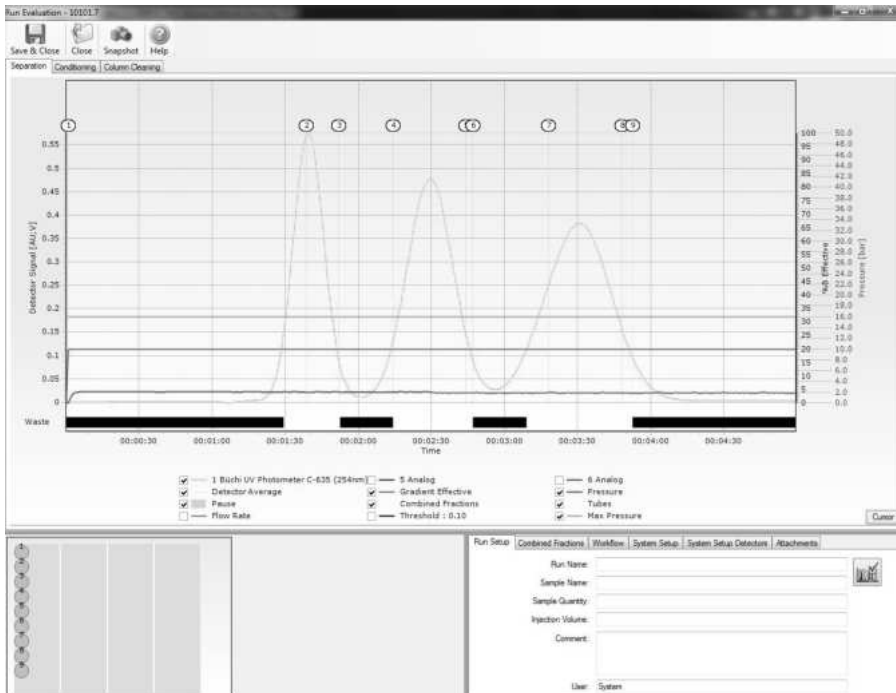 Run Evaluation - 10101.7
Save & Close Close Snapshot Help
Separation Conditioning Column Cleaning
1 2 3 4 6 7 8 9
0.55
0.5
0.45
0.4
0.35
0.3
0.25
0.2
0.15
0.1
0.05
0
Detector Signal [AU;V]
100 50.0
95 48.0
90 46.0
85 44.0
80 42.0
75 40.0
70 38.0
65 36.0
60 34.0
55 32.0
50 30.0
45 28.0
40 26.0
35 24.0
30 22.0
25 20.0
20 18.0
15 16.0
10 14.0
5 12.0
0 10.0
8.0
6.0
4.0
2.0
0.0
%B Effective
Pressure [bar]
Waste
00:00:30 00:01:00 00:01:30 00:02:00 00:02:30 00:03:00 00:03:30 00:04:00 00:04:30
Time
1 Büchi UV Photometer C-635 (254nm) 5 Analog 6 Analog
Detector Average Gradient Effective Pressure
Pause Combined Fractions Tubes
Flow Rate Threshold : 0.10 Max Pressure
Cursor
1
2
3
4
5
6
7
8
9
Run Setup Combined Fractions Workflow System Setup System Setup Detectors Attachments
Run Name:
Sample Name:
Sample Quantity:
Injection Volume:
Comment:
User: System